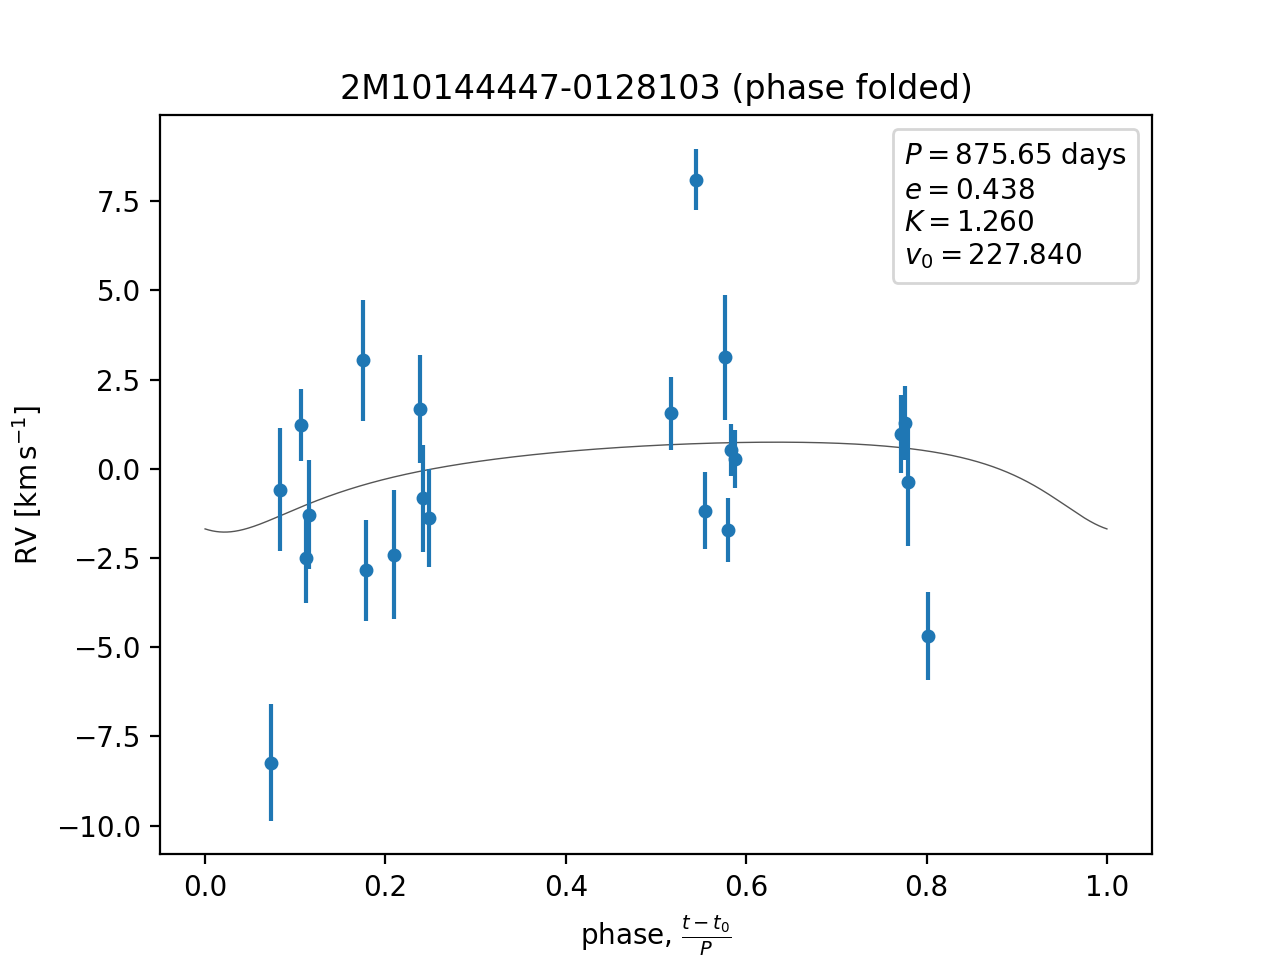 2M10144447-0128103 (phase folded)
P = 875.65 days
e = 0.438
K = 1.260
v₀ = 227.840
7.5
5.0
2.5
0.0
−2.5
−5.0
−7.5
−10.0
RV [km s⁻¹]
0.0 0.2 0.4 0.6 0.8 1.0
phase, (t − t₀)/P